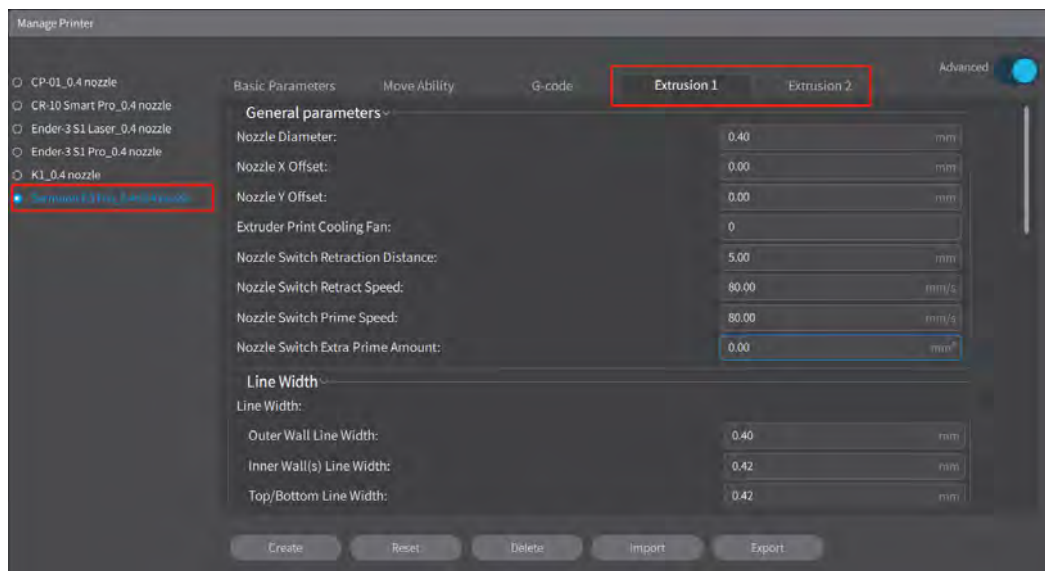 Manage Printer
Advanced
CP-01_0.4 nozzle
CR-10 Smart Pro_0.4 nozzle
Ender-3 S1 Laser_0.4 nozzle
Ender-3 S1 Pro_0.4 nozzle
K1_0.4 nozzle
Basic Parameters Move Ability G-code Extrusion 1 Extrusion 2
General parameters
Nozzle Diameter: 0.40 mm
Nozzle X Offset: 0.00 mm
Nozzle Y Offset: 0.00 mm
Extruder Print Cooling Fan: 0
Nozzle Switch Retraction Distance: 5.00 mm
Nozzle Switch Retract Speed: 80.00 mm/s
Nozzle Switch Prime Speed: 80.00 mm/s
Nozzle Switch Extra Prime Amount: 0.00 mm³
Line Width
Line Width:
Outer Wall Line Width: 0.40 mm
Inner Wall(s) Line Width: 0.42 mm
Top/Bottom Line Width: 0.42 mm
Create Reset Delete Import Export